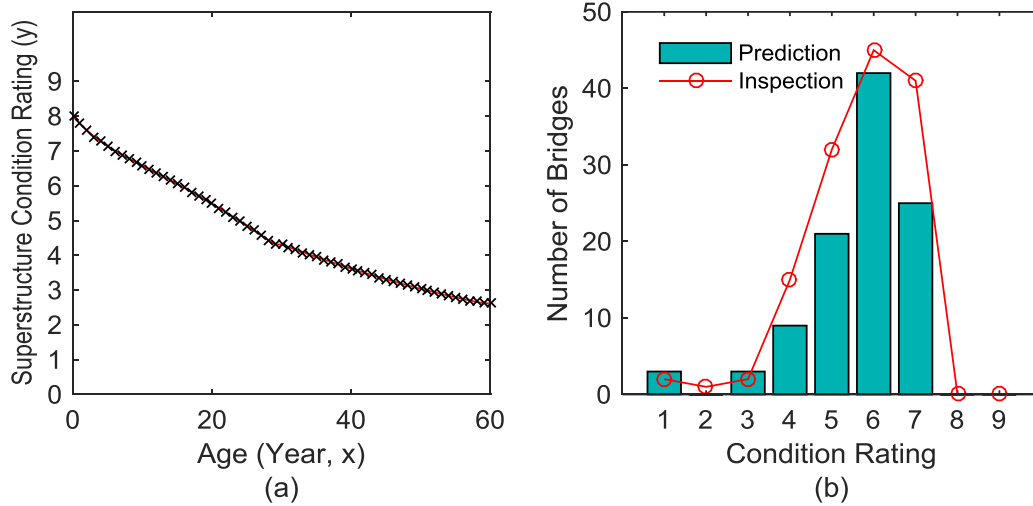 Superstructure Condition Rating (y)
9
8
7
6
5
4
3
2
1
0
0 20 40 60
Age (Year, x)
(a)
Number of Bridges
50
40
30
20
10
0
Prediction
Inspection
1 2 3 4 5 6 7 8 9
Condition Rating
(b)